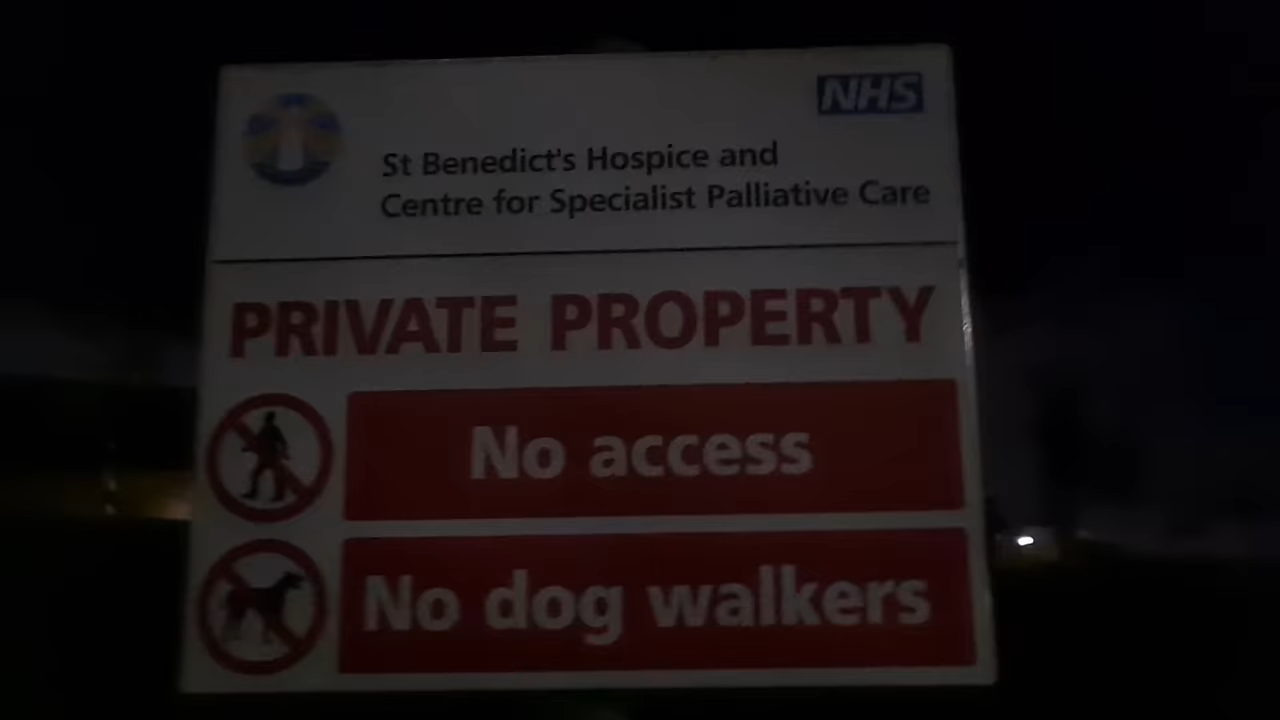 NHS
St Benedict's Hospice and
Centre for Specialist Palliative Care
PRIVATE PROPERTY
No access
No dog walkers